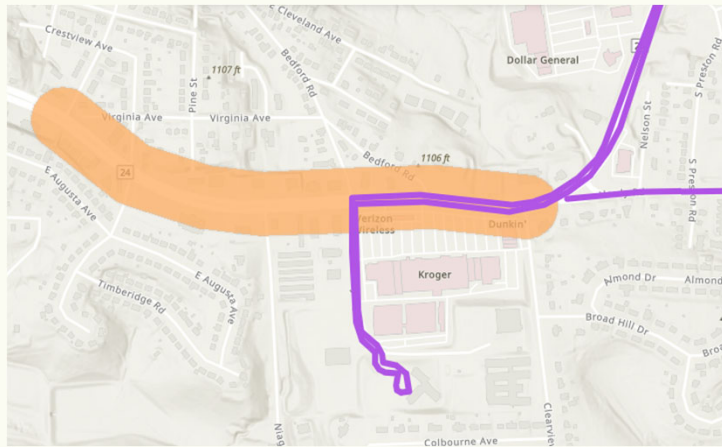 E Cleveland Ave
Crestview Ave
Dollar General
1107 ft
Bedford Rd
Pine St
S Preston Rd
Nelson St
Virginia Ave
Virginia Ave
Bedford Rd
1106 ft
24
E Augusta Ave
S Preston Rd
Verizon
Wireless
Dunkin'
Kroger
E Augusta Ave
Timberidge Rd
Almond Dr
Almond
Broad Hill Dr
Colbourne Ave